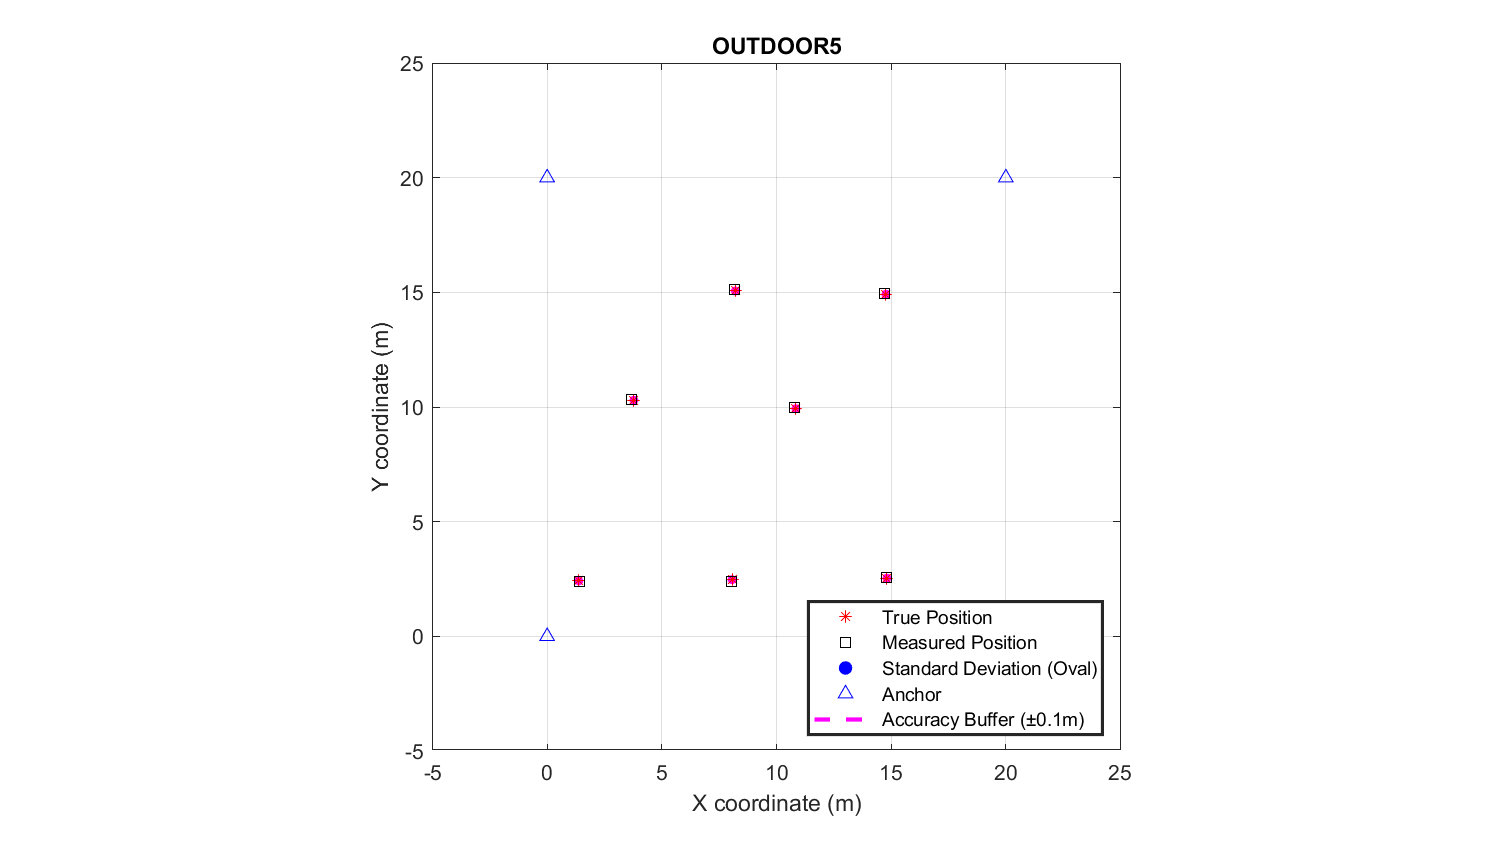 OUTDOOR5
25
20
15
10
5
0
-5
Y coordinate (m)
True Position
Measured Position
Standard Deviation (Oval)
Anchor
Accuracy Buffer (±0.1m)
-5 0 5 10 15 20 25
X coordinate (m)